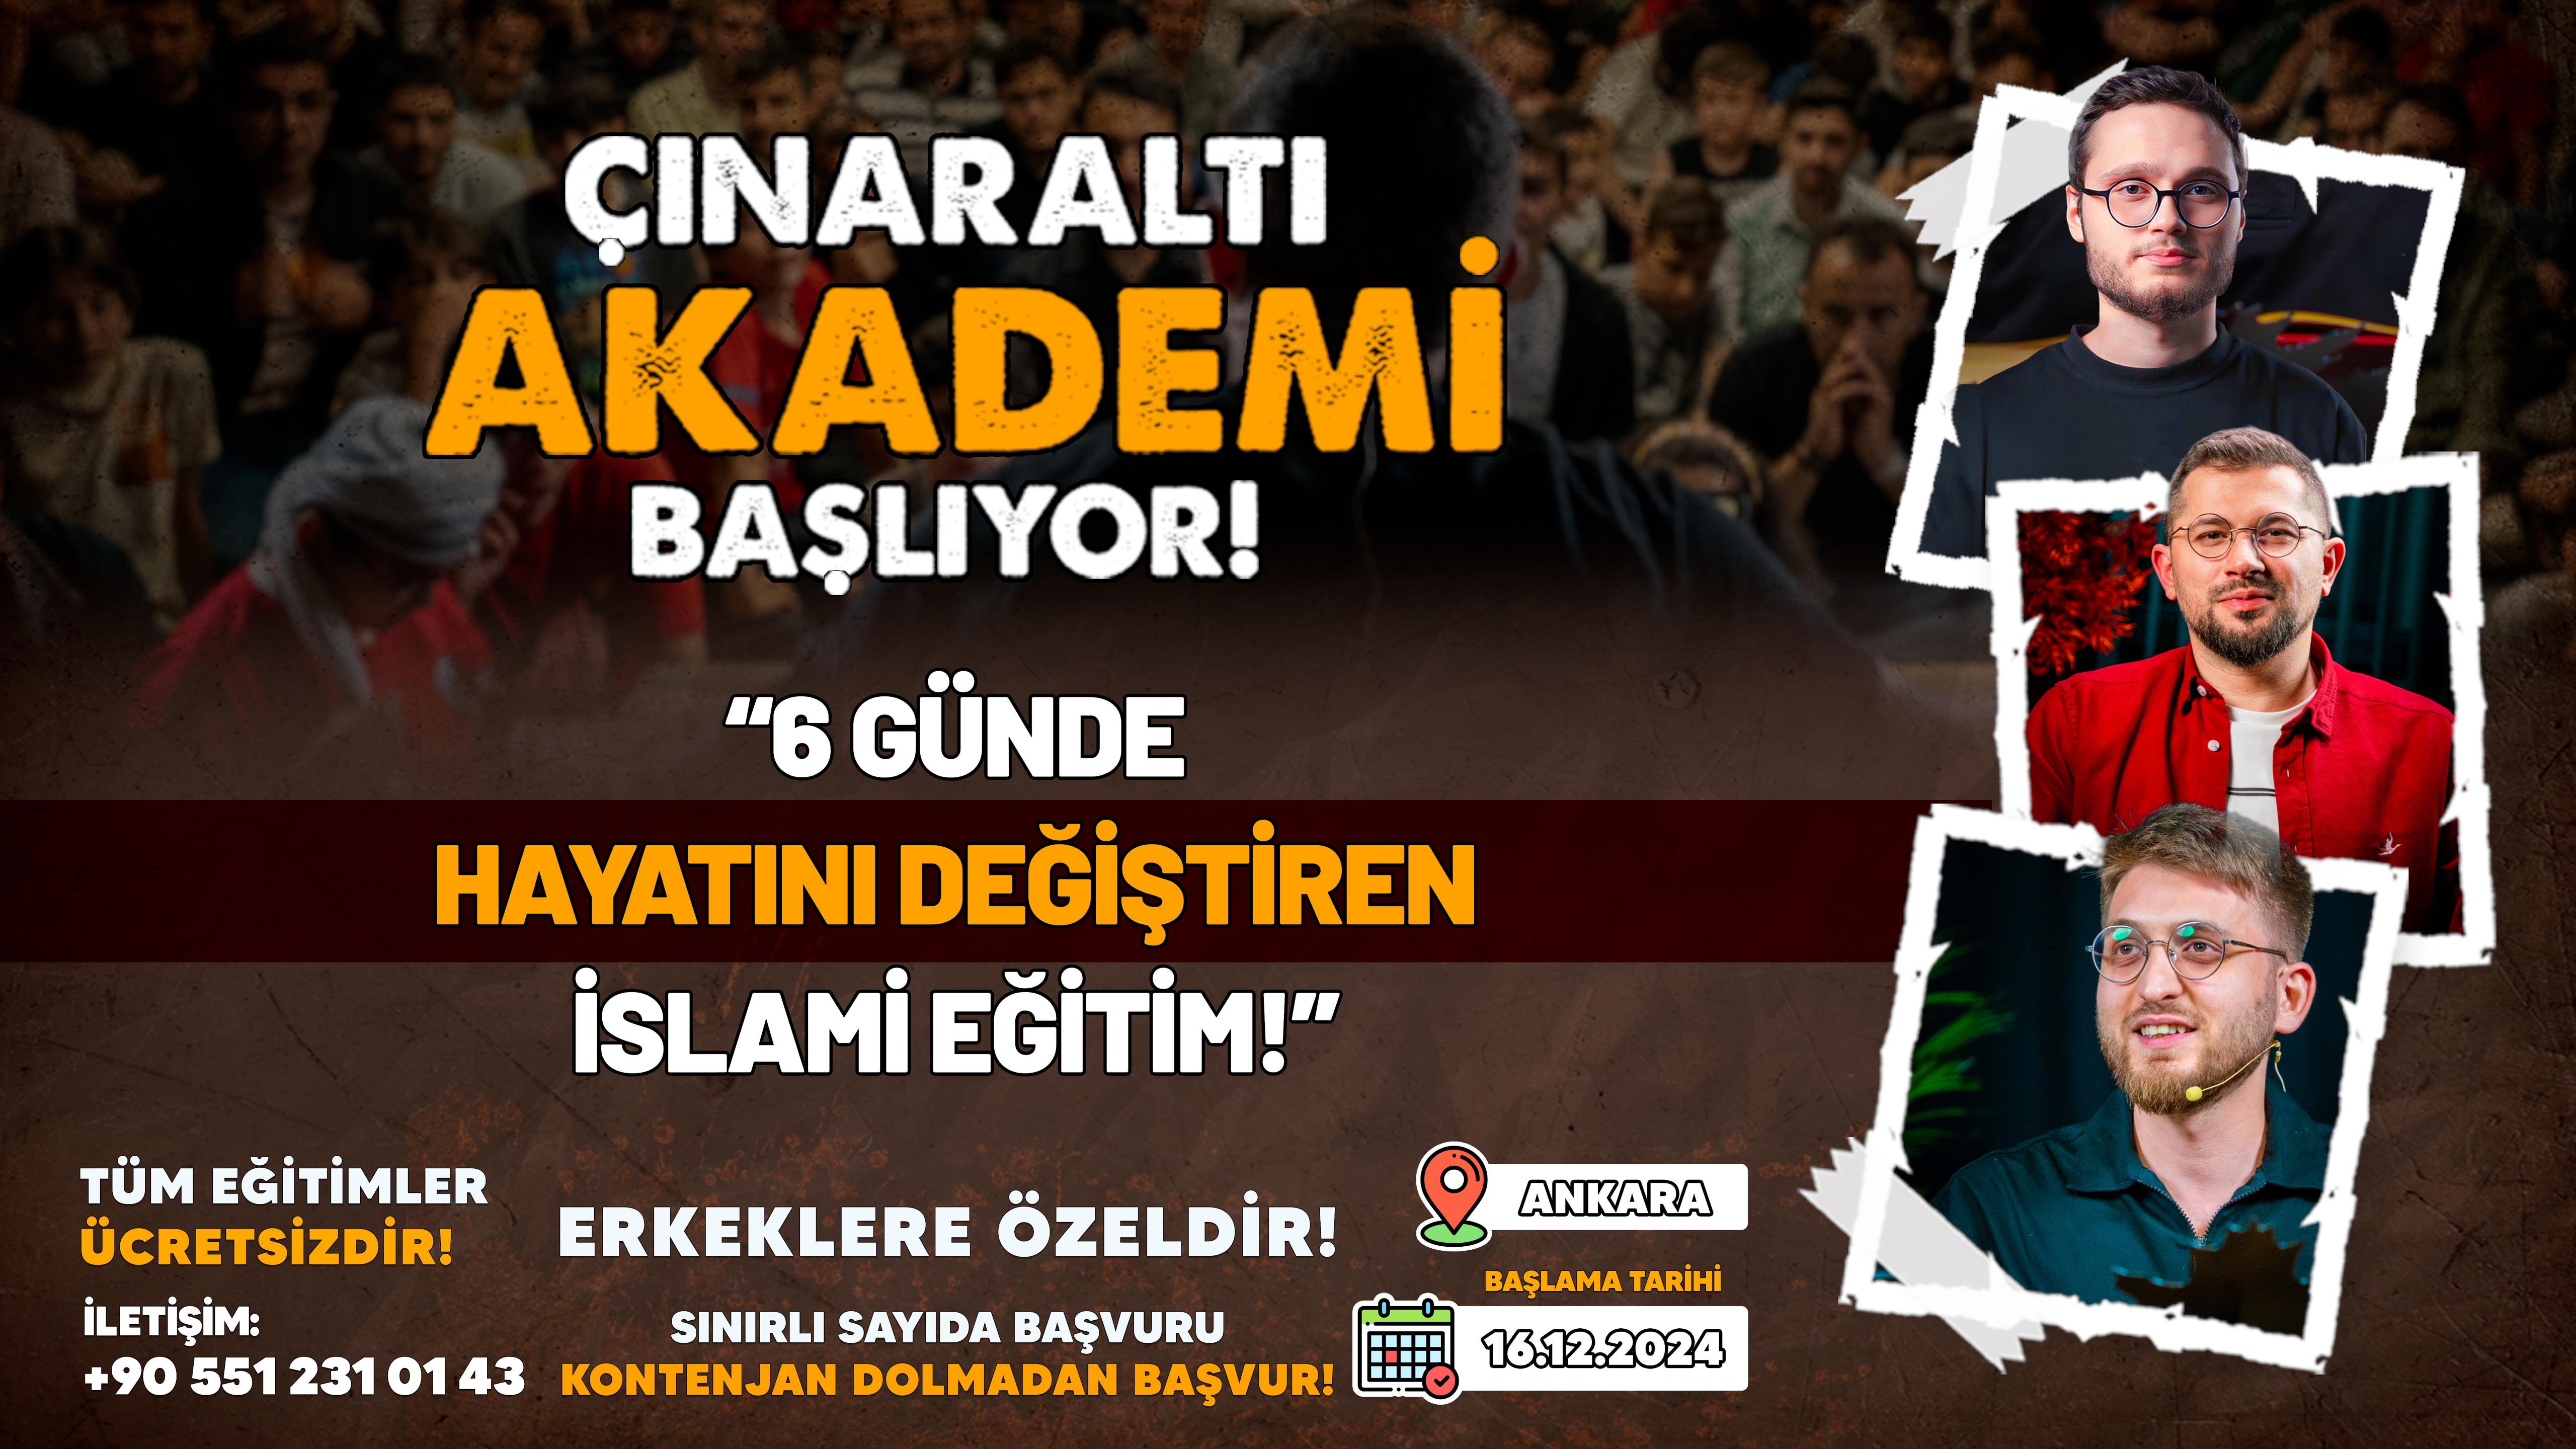 ÇINARALTI
AKADEMİ
BAŞLIYOR!
“6 GÜNDE
HAYATINI DEĞİŞTİREN
İSLAMİ EĞİTİM!”
TÜM EĞİTİMLER
ÜCRETSİZDİR!
İLETİŞİM:
+90 551 231 01 43
ERKEKLERE ÖZELDİR!
SINIRLI SAYIDA BAŞVURU
KONTENJAN DOLMADAN BAŞVUR!
ANKARA
BAŞLAMA TARİHİ
16.12.2024